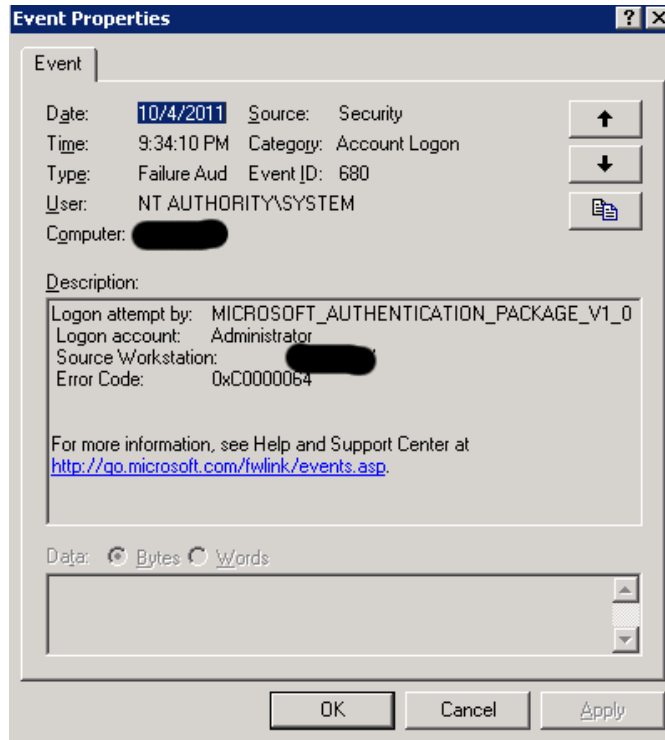 Event Properties
Event
Date: 10/4/2011 Source: Security
Time: 9:34:10 PM Category: Account Logon
Type: Failure Aud Event ID: 680
User: NT AUTHORITY\SYSTEM
Computer:
Description:
Logon attempt by: MICROSOFT_AUTHENTICATION_PACKAGE_V1_0
Logon account: Administrator
Source Workstation:
Error Code: 0xC0000064
For more information, see Help and Support Center at
http://go.microsoft.com/fwlink/events.asp.
Data: Bytes Words
OK Cancel Apply